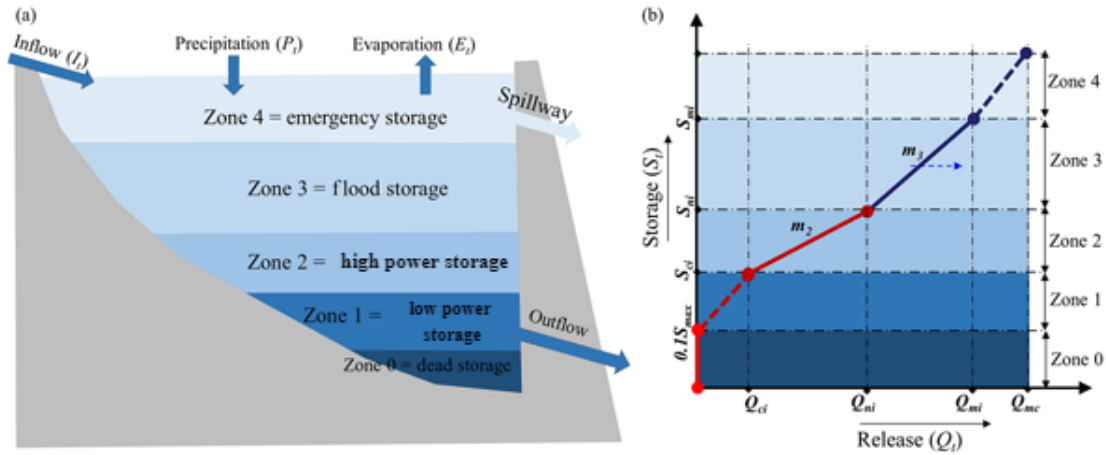 (a)
Inflow (I_t)
Precipitation (P_t)
Evaporation (E_t)
Spillway
Zone 4 = emergency storage
Zone 3 = flood storage
Zone 2 = high power storage
Zone 1 = low power
storage
Outflow
Zone 0 = dead storage
(b)
Storage (S_t)
S_mi
S_ni
S_ci
0.1S_max
m_3
m_2
Zone 4
Zone 3
Zone 2
Zone 1
Zone 0
Q_ci
Q_ni
Q_mi
Q_mc
Release (Q_t)